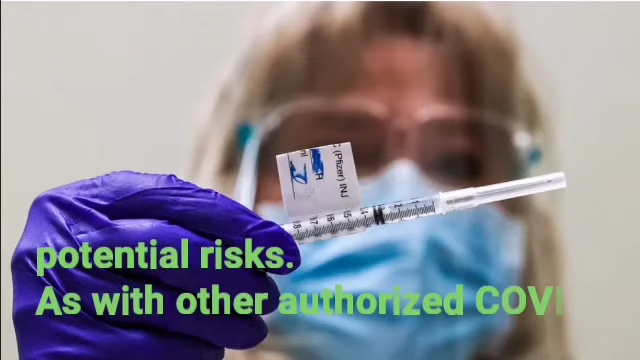 (Pfizer) INJ
potential risks.
As with other authorized COVI